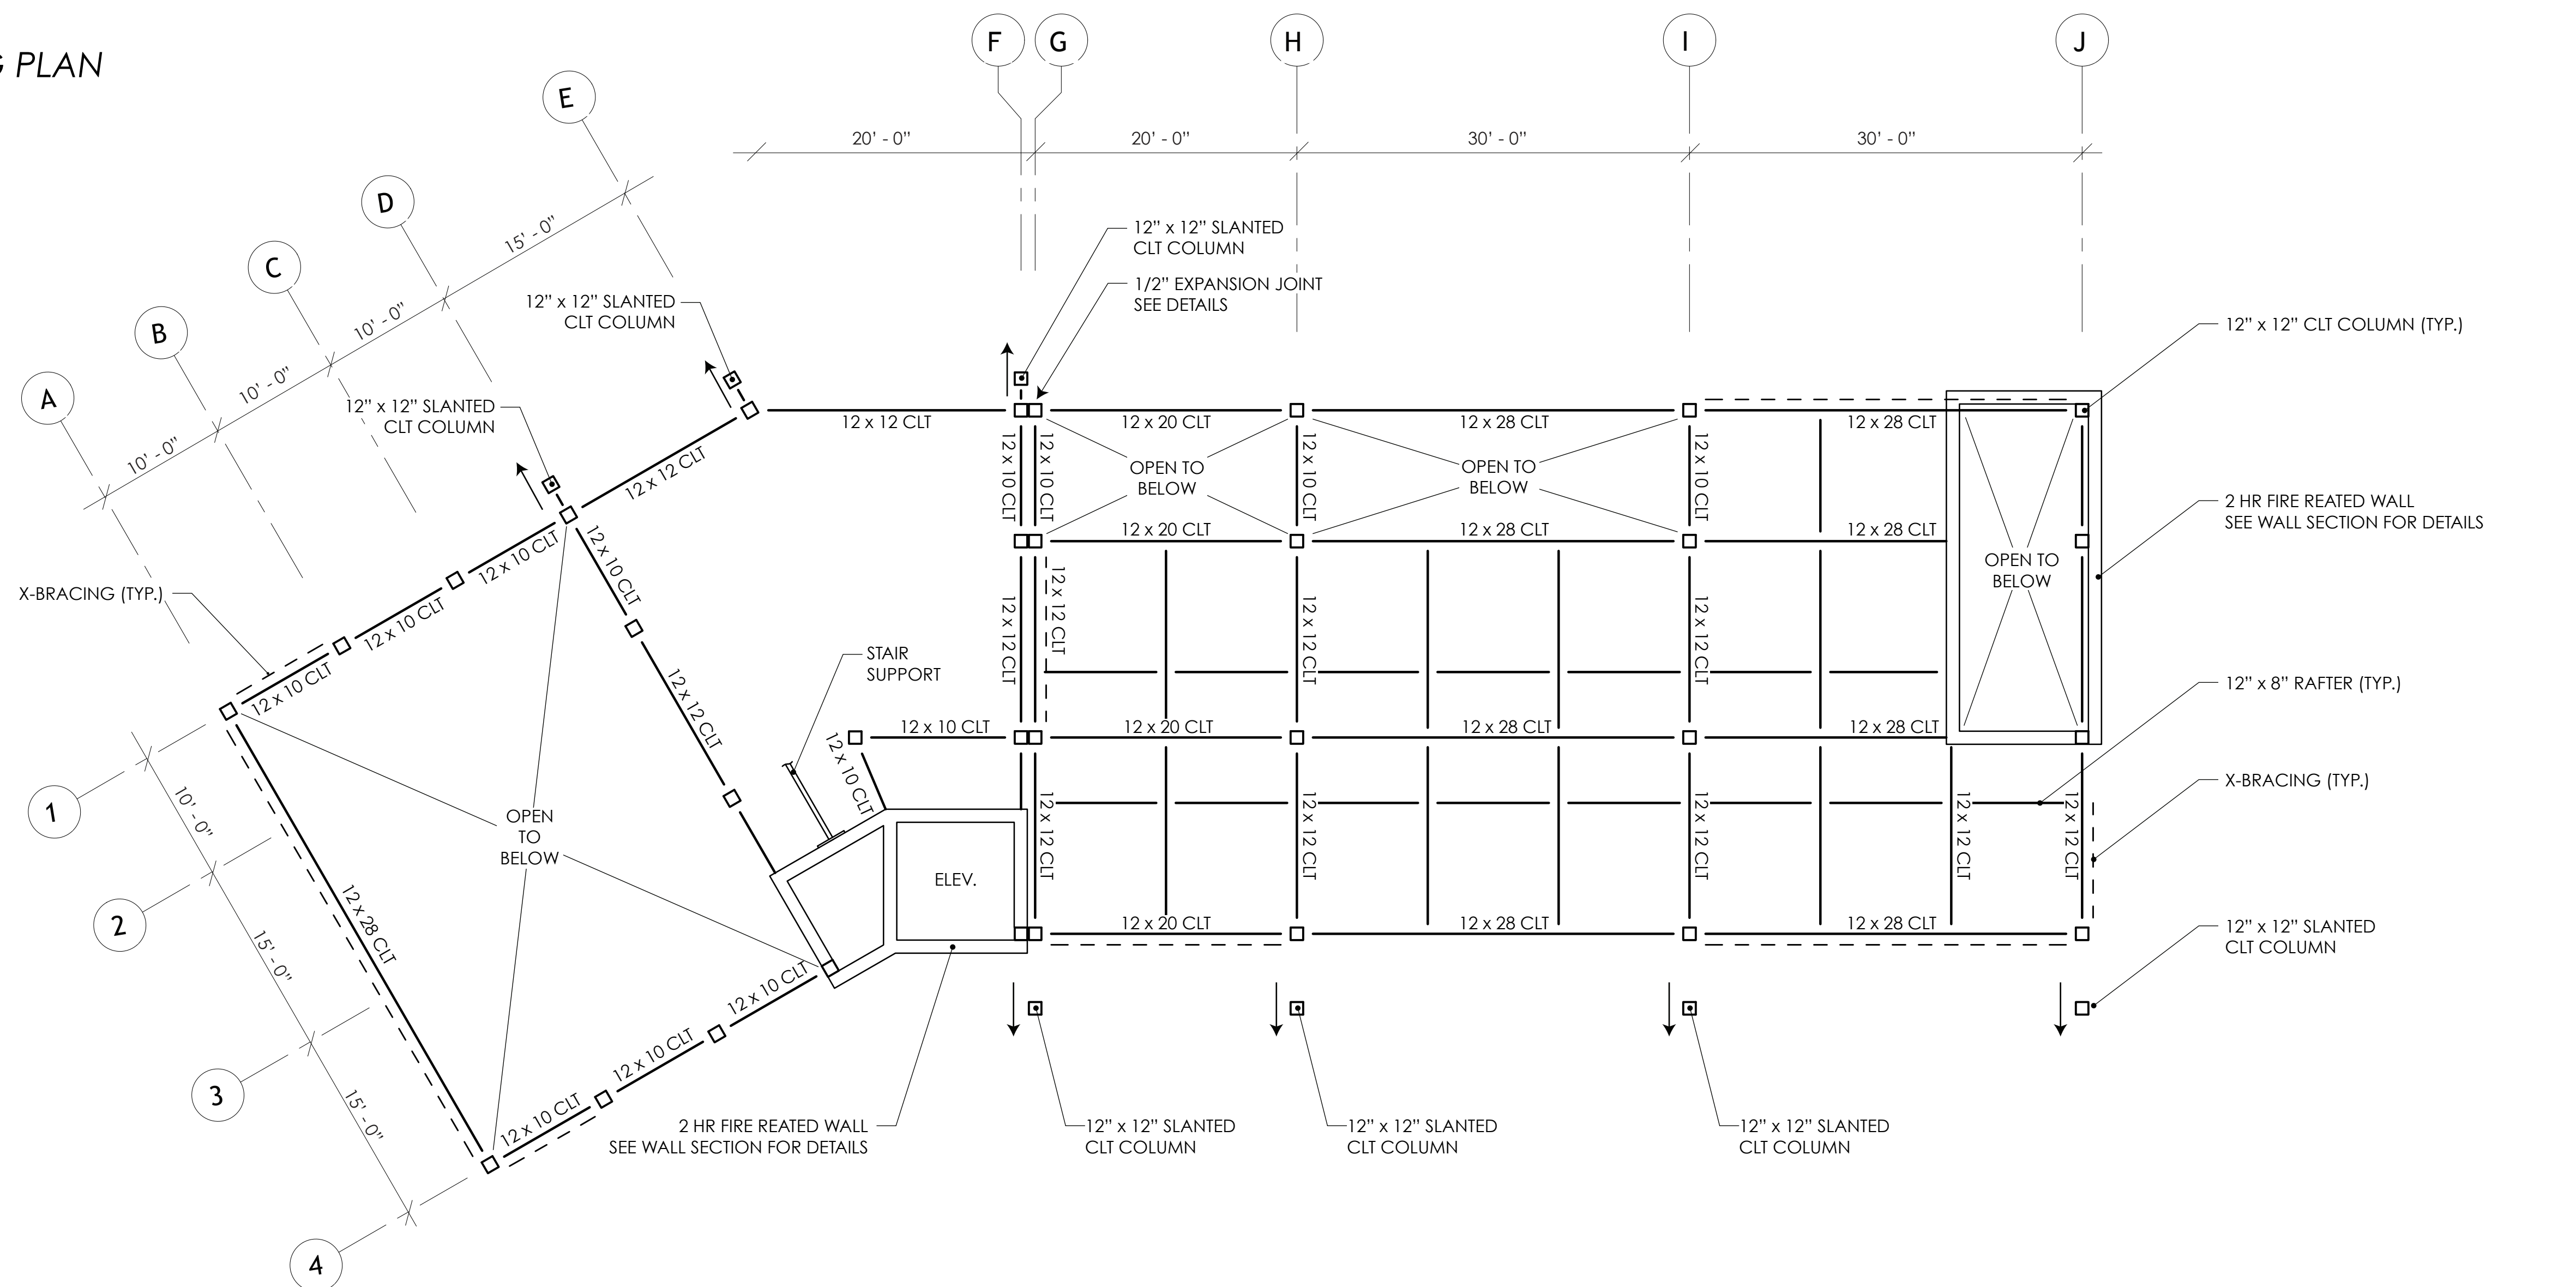 G PLAN
F
G
H
I
J
E
D
C
B
A
20' - 0”
20' - 0”
30' - 0”
30' - 0”
15' - 0”
10' - 0”
10' - 0”
10' - 0”
12” x 12” SLANTED
CLT COLUMN
1/2” EXPANSION JOINT
SEE DETAILS
12” x 12” SLANTED
CLT COLUMN
12” x 12” SLANTED
CLT COLUMN
12” x 12” CLT COLUMN (TYP.)
12 x 12 CLT
12 x 20 CLT
12 x 28 CLT
12 x 28 CLT
12 x 12 CLT
12 x 10 CLT
12 x 10 CLT
12 x 10 CLT
12 x 10 CLT
OPEN TO
BELOW
OPEN TO
BELOW
2 HR FIRE REATED WALL
SEE WALL SECTION FOR DETAILS
12 x 20 CLT
12 x 28 CLT
12 x 28 CLT
12 x 10 CLT
12 x 10 CLT
12 x 10 CLT
12 x 10 CLT
X-BRACING (TYP.)
OPEN TO
BELOW
12 x 12 CLT
12 x 12 CLT
12 x 12 CLT
12 x 12 CLT
STAIR
SUPPORT
12 x 12 CLT
12” x 8” RAFTER (TYP.)
12 x 10 CLT
12 x 20 CLT
12 x 28 CLT
12 x 28 CLT
12 x 10 CLT
X-BRACING (TYP.)
1
10' - 0”
OPEN
TO
BELOW
12 x 12 CLT
12 x 12 CLT
12 x 12 CLT
12 x 12 CLT
ELEV.
2
12 x 28 CLT
12 x 20 CLT
12 x 28 CLT
12 x 28 CLT
12” x 12” SLANTED
CLT COLUMN
15' - 0”
12 x 10 CLT
12 x 10 CLT
12 x 10 CLT
3
15' - 0”
2 HR FIRE REATED WALL
SEE WALL SECTION FOR DETAILS
12” x 12” SLANTED
CLT COLUMN
12” x 12” SLANTED
CLT COLUMN
12” x 12” SLANTED
CLT COLUMN
4